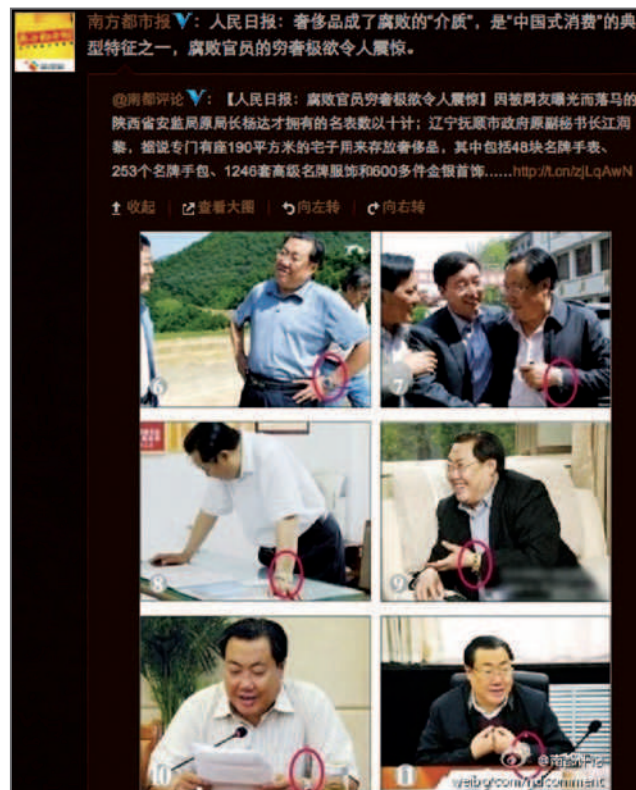 南方都市报V：人民日报：奢侈品成了腐败的“介质”，是“中国式消费”的典
型特征之一，腐败官员的穷奢极欲令人震惊。
@南都评论V：【人民日报：腐败官员穷奢极欲令人震惊】因被网友曝光而落马的
陕西省安监局原局长杨达才拥有的名表数以十计；辽宁抚顺市政府原副秘书长江润
黎，据说专门有座190平方米的宅子用来存放奢侈品，其中包括48块名牌手表、
253个名牌手包、1246套高级名牌服饰和600多件金银首饰……http://t.cn/zjLqAwN
收起 查看大图 向左转 向右转
6
7
8
9
10
11
@南都评论
weibo.com/ndcomment